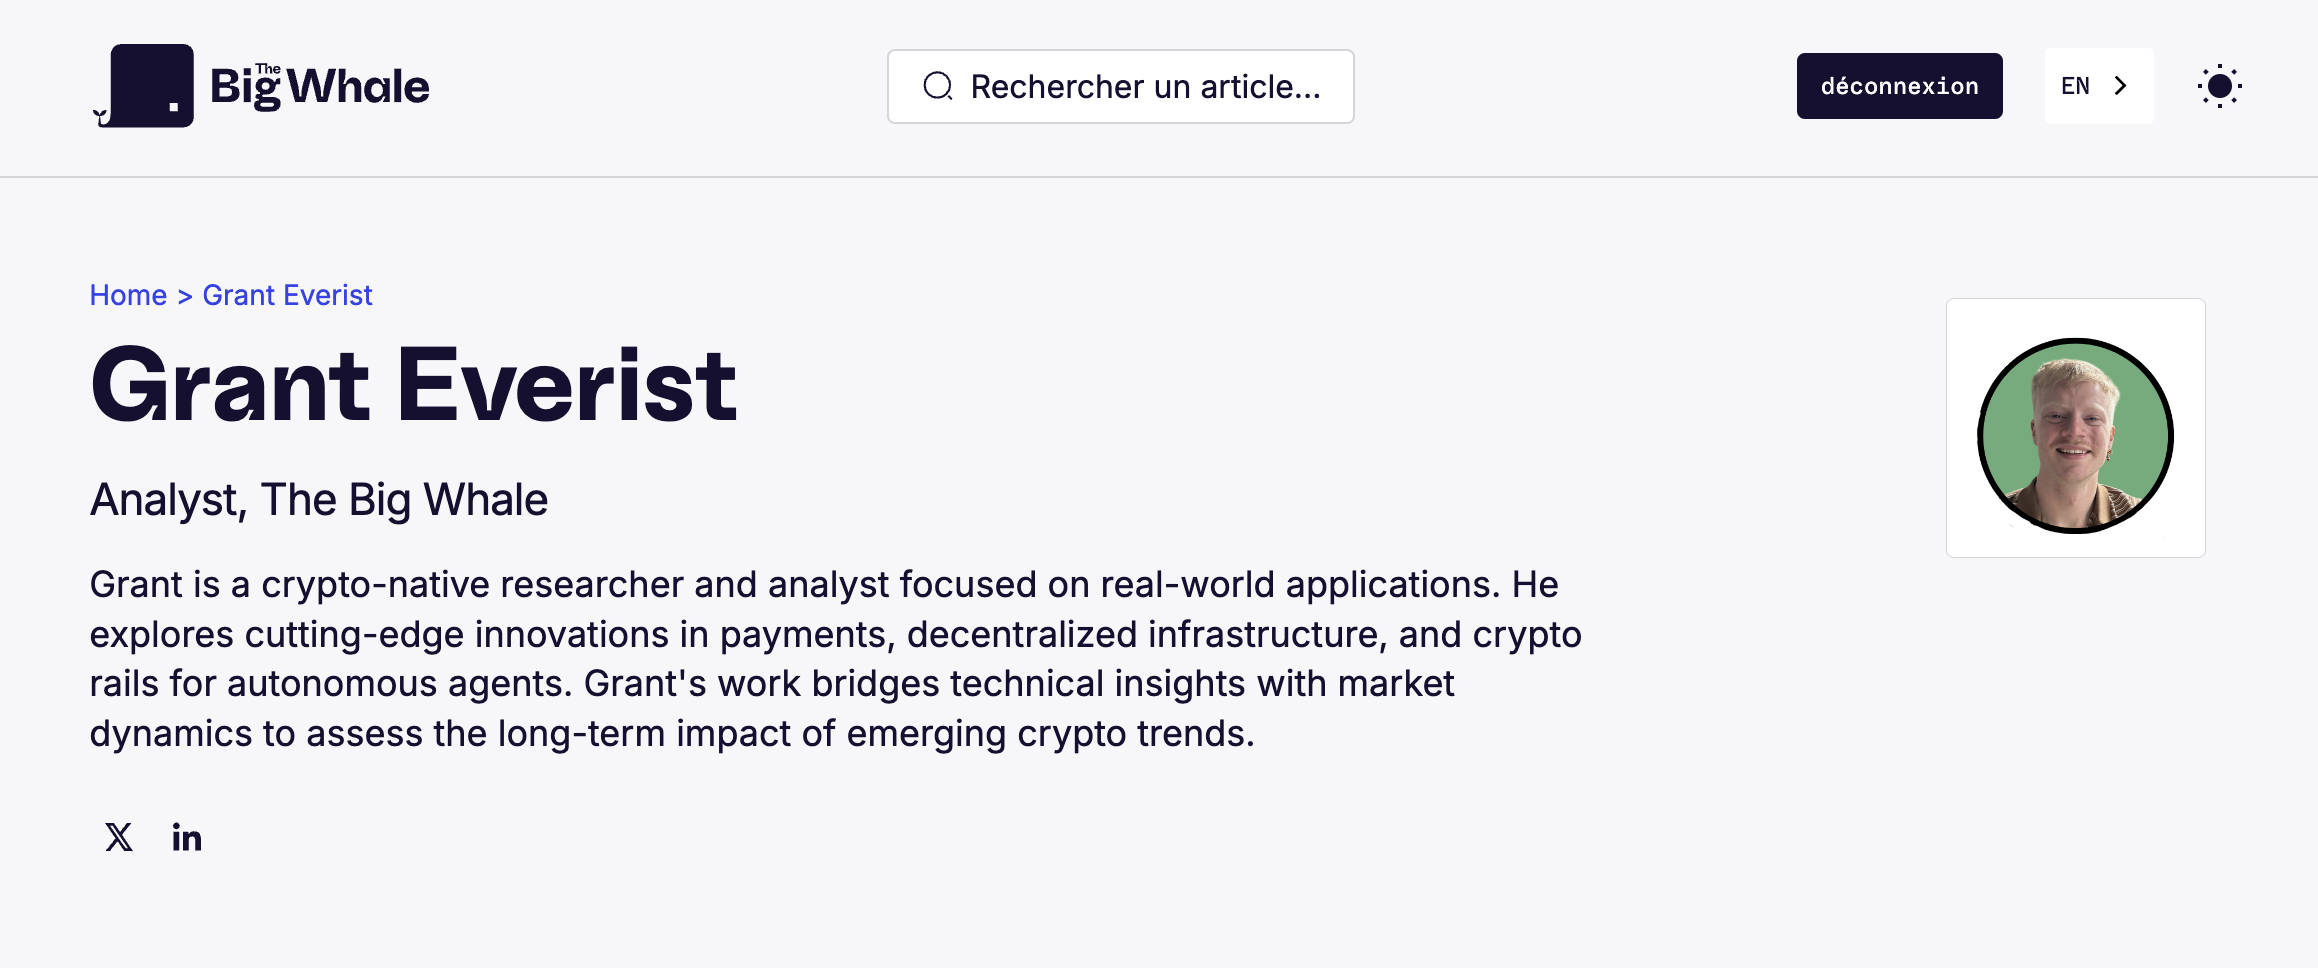 The Big Whale
Rechercher un article...
déconnexion
EN
Home > Grant Everist
Grant Everist
Analyst, The Big Whale
Grant is a crypto-native researcher and analyst focused on real-world applications. He
explores cutting-edge innovations in payments, decentralized infrastructure, and crypto
rails for autonomous agents. Grant's work bridges technical insights with market
dynamics to assess the long-term impact of emerging crypto trends.
X in